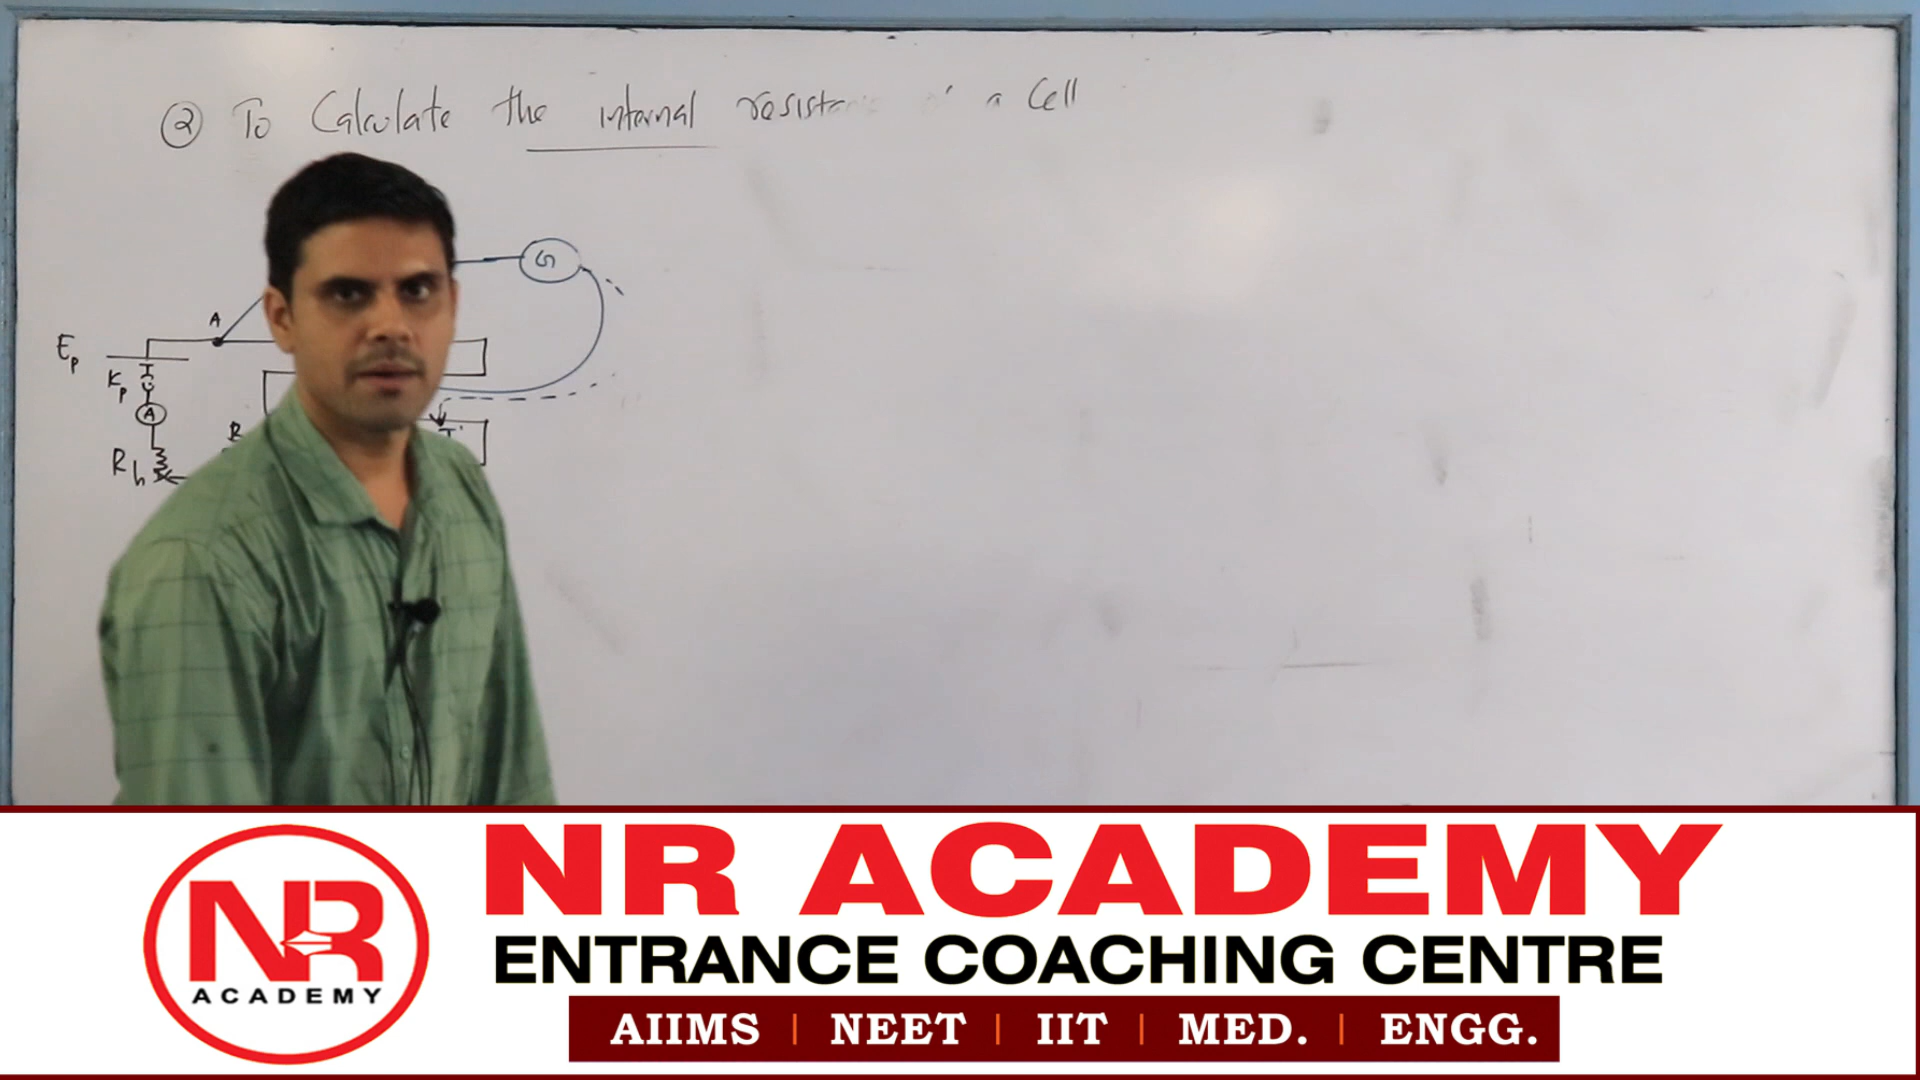 ② To Calculate the internal a Cell
G
A
Ep
Kp
A
B
Rh
J'
NR ACADEMY
NR
ACADEMY
ENTRANCE COACHING CENTRE
AIIMS | NEET | IIT | MED. | ENGG.